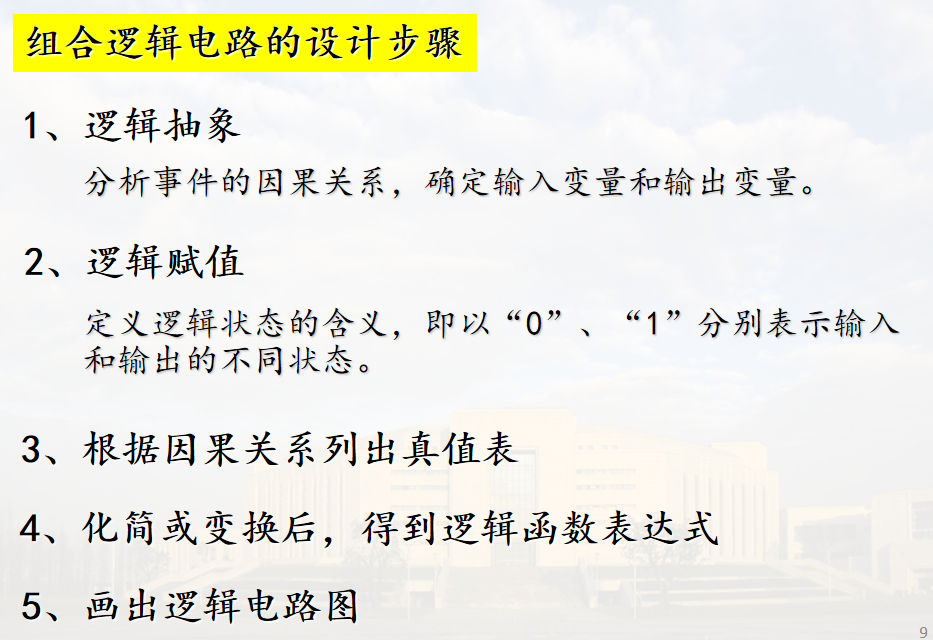 组合逻辑电路的设计步骤
1、逻辑抽象
分析事件的因果关系，确定输入变量和输出变量。
2、逻辑赋值
定义逻辑状态的含义，即以“0”、“1”分别表示输入
和输出的不同状态。
3、根据因果关系列出真值表
4、化简或变换后，得到逻辑函数表达式
5、画出逻辑电路图
9